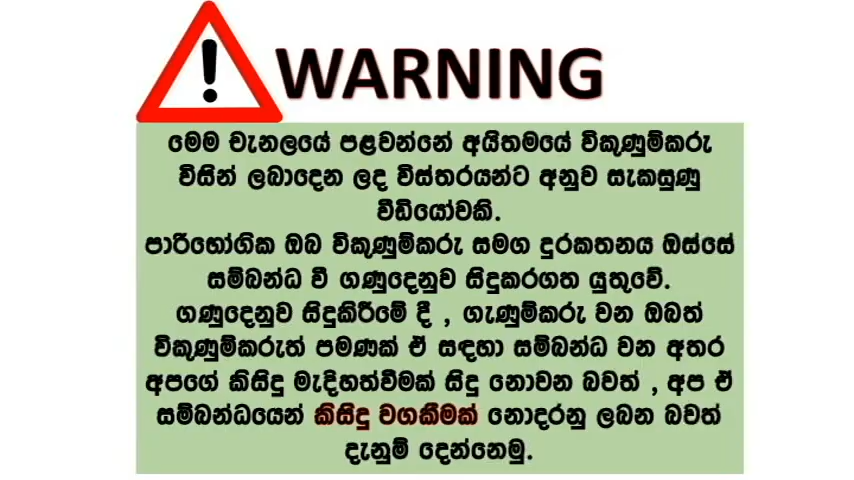 WARNING
මෙම චැනලයේ පළවන්නේ අයිතමයේ විකුණුම්කරු
විසින් ලබාදෙන ලද විස්තරයන්ට අනුව සැකසුණු
වීඩියෝවකි.
පාරිභෝගික ඔබ විකුණුම්කරු සමග දුරකතනය ඔස්සේ
සම්බන්ධ වී ගණුදෙනුව සිදුකරගත යුතුවේ.
ගණුදෙනුව සිදුකිරීමේ දී , ගැණුම්කරු වන ඔබත්
විකුණුම්කරුත් පමණක් ඒ සඳහා සම්බන්ධ වන අතර
අපගේ කිසිදු මැදිහත්වීමක් සිදු නොවන බවත් , අප ඒ
සම්බන්ධයෙන් කිසිදු වගකීමක් නොදරනු ලබන බවත්
දැනුම් දෙන්නෙමු.